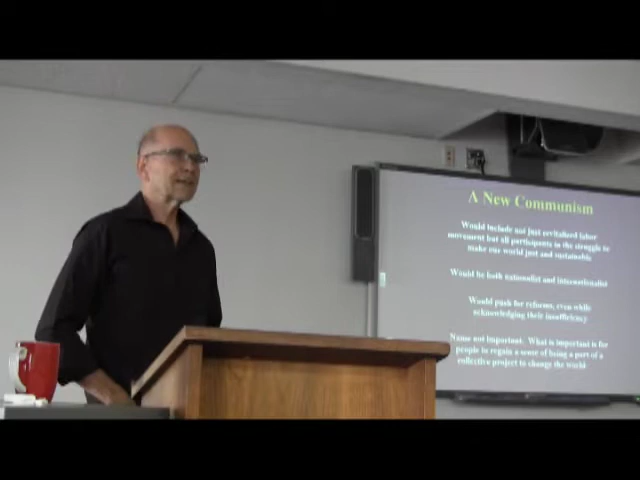 A New Communism
Would include not just revitalized labor
movement but all participants in the struggle to
make our world just and sustainable
Would be both nationalist and internationalist
Would push for reforms, even while
acknowledging their insufficiency
Name not important. What is important is for
people to regain a sense of being a part of a
collective project to change the world